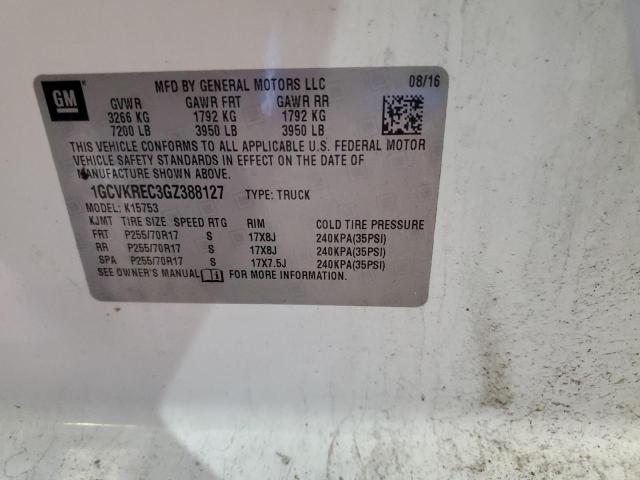 GM
MFD BY GENERAL MOTORS LLC 08/16
GVWR GAWR FRT GAWR RR
3266 KG 1792 KG 1792 KG
7200 LB 3950 LB 3950 LB
THIS VEHICLE CONFORMS TO ALL APPLICABLE U.S. FEDERAL MOTOR
VEHICLE SAFETY STANDARDS IN EFFECT ON THE DATE OF
MANUFACTURE SHOWN ABOVE.
1GCVKREC3GZ388127 TYPE: TRUCK
MODEL: K15753
KJMT TIRE SIZE SPEED RTG RIM COLD TIRE PRESSURE
FRT P255/70R17 S 17X8J 240KPA(35PSI)
RR P255/70R17 S 17X8J 240KPA(35PSI)
SPA P255/70R17 S 17X7.5J 240KPA(35PSI)
SEE OWNER'S MANUAL FOR MORE INFORMATION.